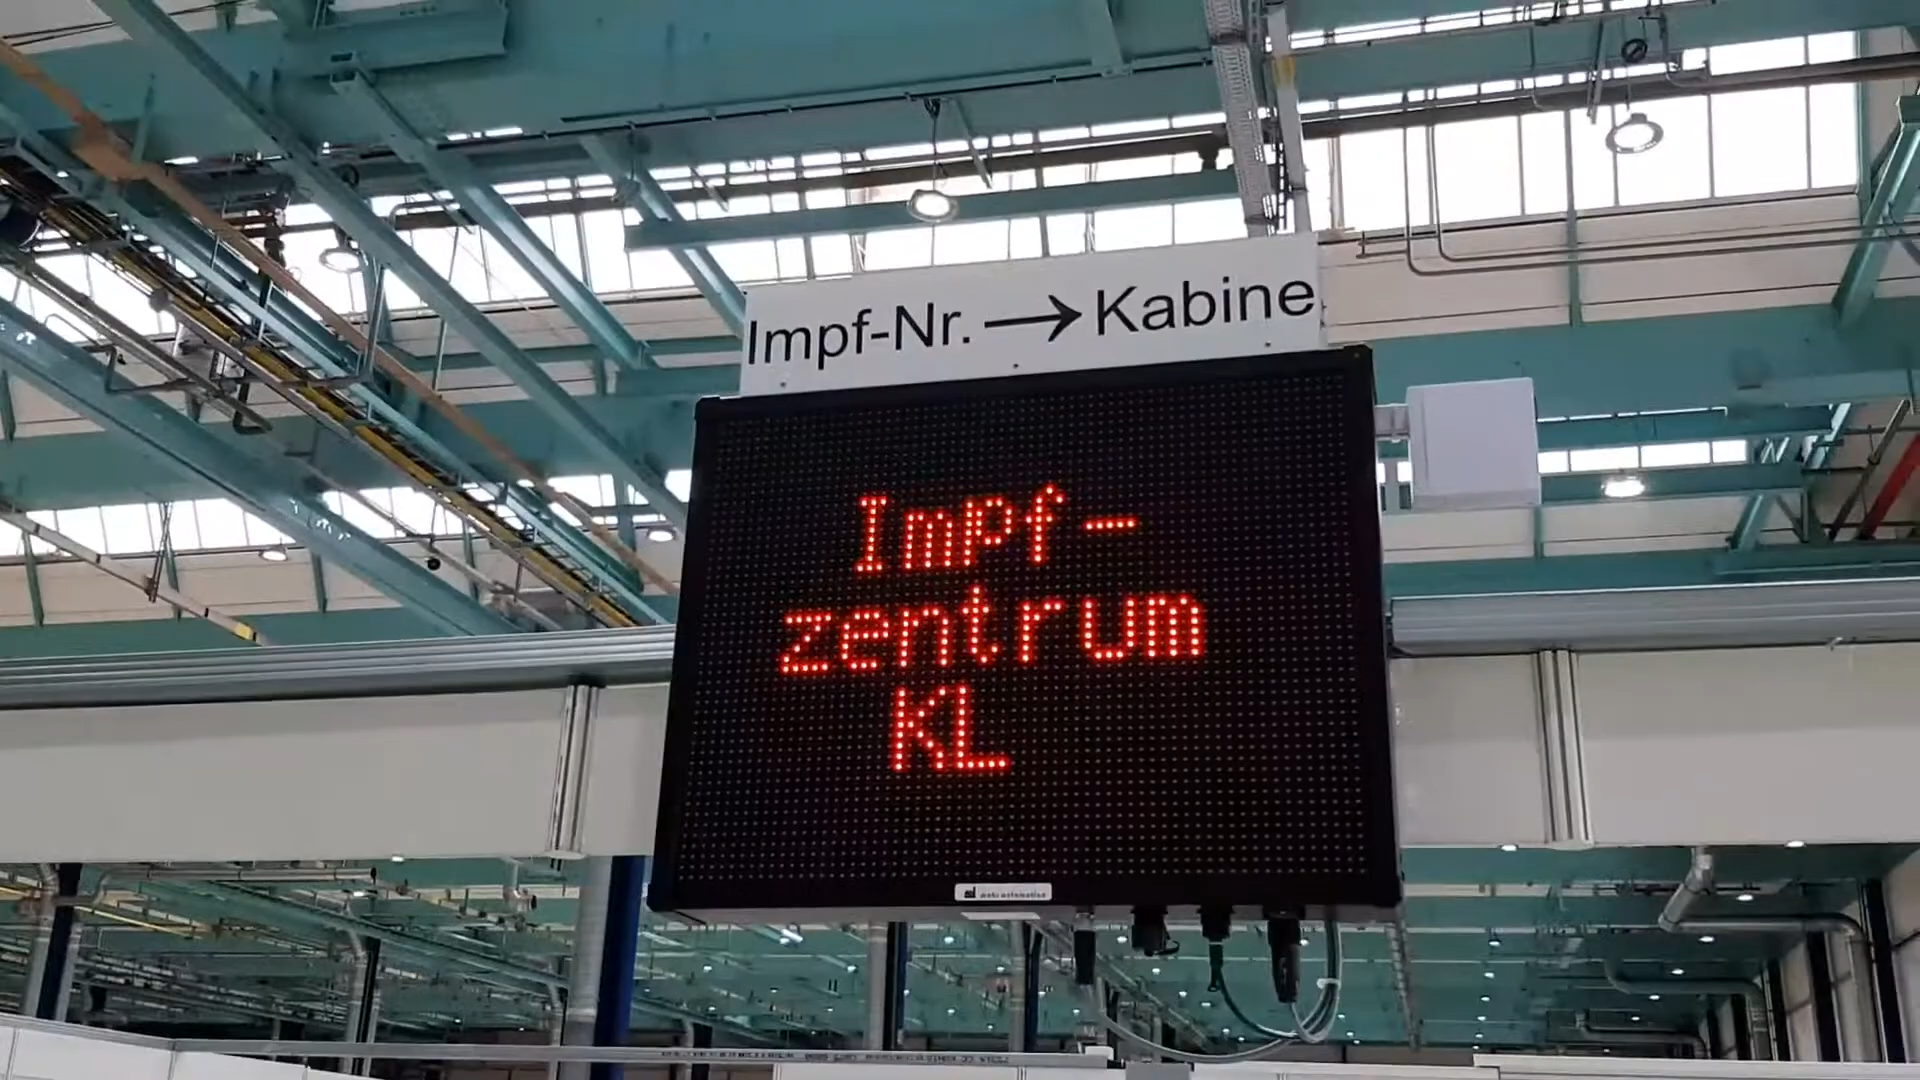 Impf-Nr. → Kabine
Impf-
zentrum
KL